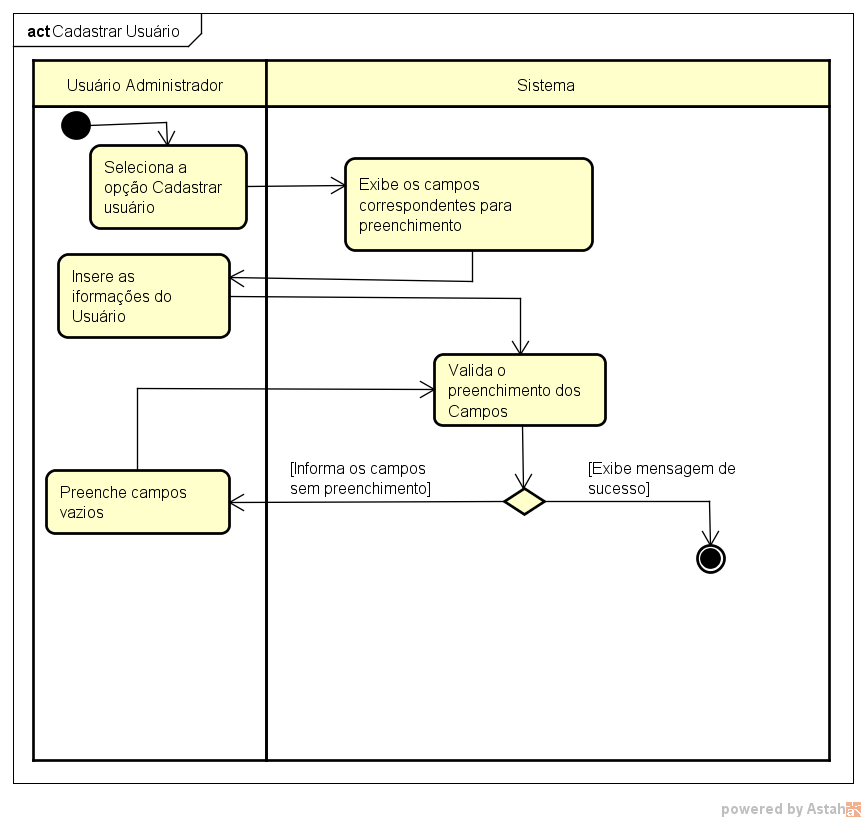 act Cadastrar Usuário
Usuário Administrador
Sistema
Seleciona a
opção Cadastrar
usuário
Exibe os campos
correspondentes para
preenchimento
Insere as
iformações do
Usuário
Valida o
preenchimento dos
Campos
[Informa os campos
sem preenchimento]
[Exibe mensagem de
sucesso]
Preenche campos
vazios
powered by Astah